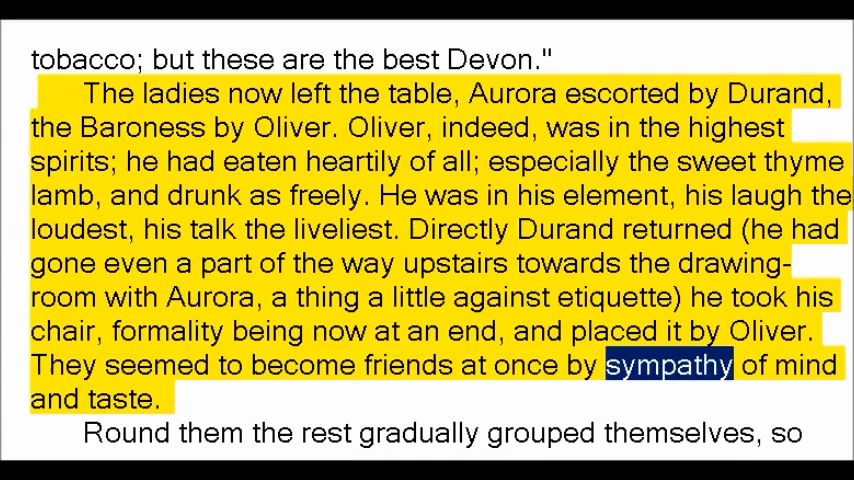 tobacco; but these are the best Devon."
The ladies now left the table, Aurora escorted by Durand,
the Baroness by Oliver. Oliver, indeed, was in the highest
spirits; he had eaten heartily of all; especially the sweet thyme
lamb, and drunk as freely. He was in his element, his laugh the
loudest, his talk the liveliest. Directly Durand returned (he had
gone even a part of the way upstairs towards the drawing-
room with Aurora, a thing a little against etiquette) he took his
chair, formality being now at an end, and placed it by Oliver.
They seemed to become friends at once by sympathy of mind
and taste.
Round them the rest gradually grouped themselves, so